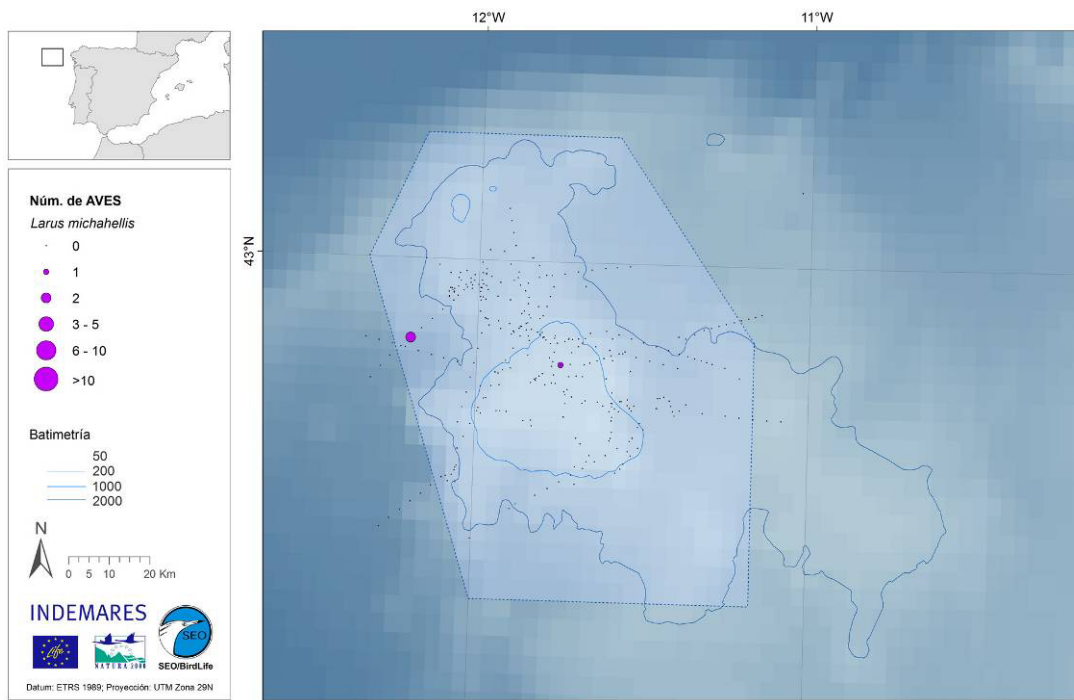 12°W
11°W
43°N
Núm. de AVES
Larus michahellis
0
1
2
3 - 5
6 - 10
>10
Batimetría
50
200
1000
2000
N
0 5 10 20 Km
INDEMARES
Life
NATURA 2000
SEO
SEO/BirdLife
Datum: ETRS 1989; Proyección: UTM Zona 29N